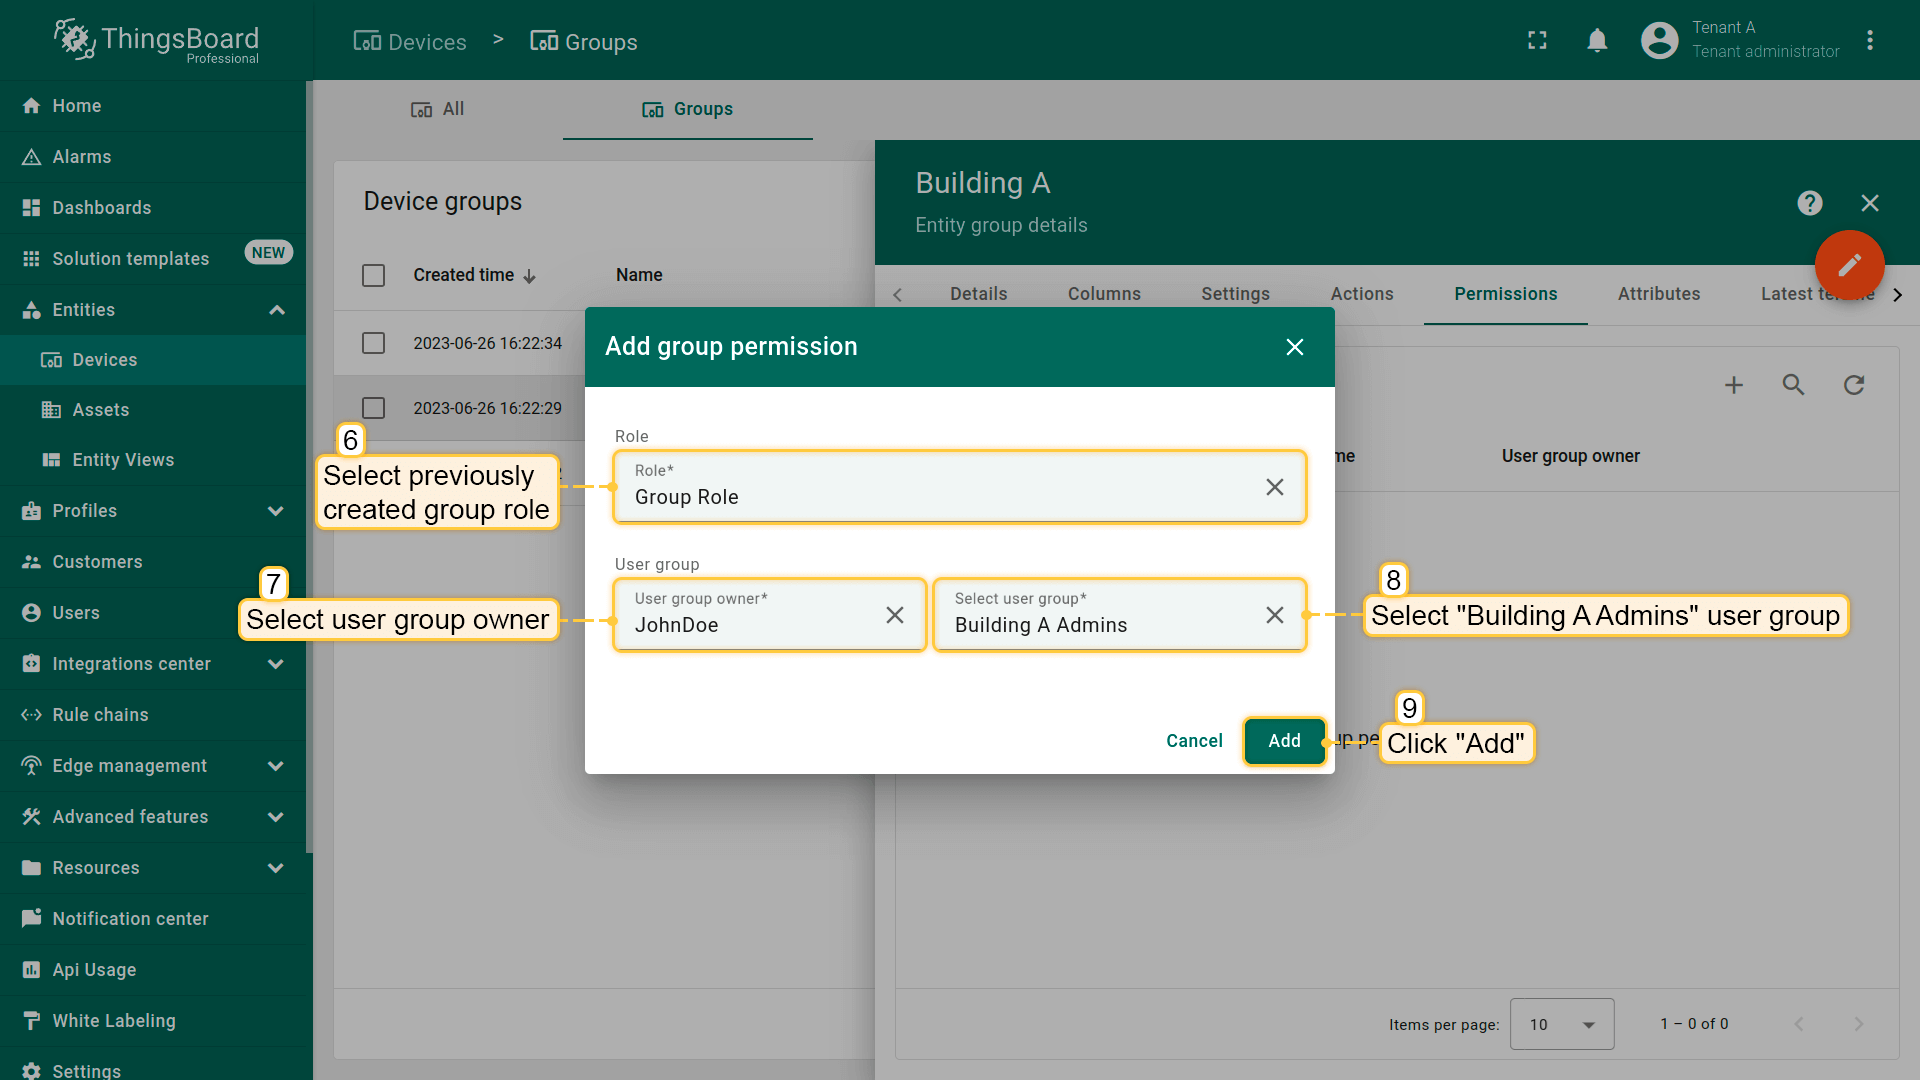 ThingsBoard
Professional
Devices > Groups
Tenant A
Tenant administrator
Home
Alarms
Dashboards
Solution templates
NEW
Entities
Devices
Assets
Entity Views
Profiles
Customers
Users
Integrations center
Rule chains
Edge management
Advanced features
Resources
Notification center
Api Usage
White Labeling
Settings
All
Groups
Device groups
Created time
Name
2023-06-26 16:22:34
2023-06-26 16:22:29
Building A
Entity group details
Details
Columns
Settings
Actions
Permissions
Attributes
User group owner
Add group permission
Role
Role*
Group Role
User group
User group owner*
JohnDoe
Select user group*
Building A Admins
Cancel
Add
6
Select previously
created group role
7
Select user group owner
8
Select "Building A Admins" user group
9
Click "Add"
Items per page:
10
1 – 0 of 0